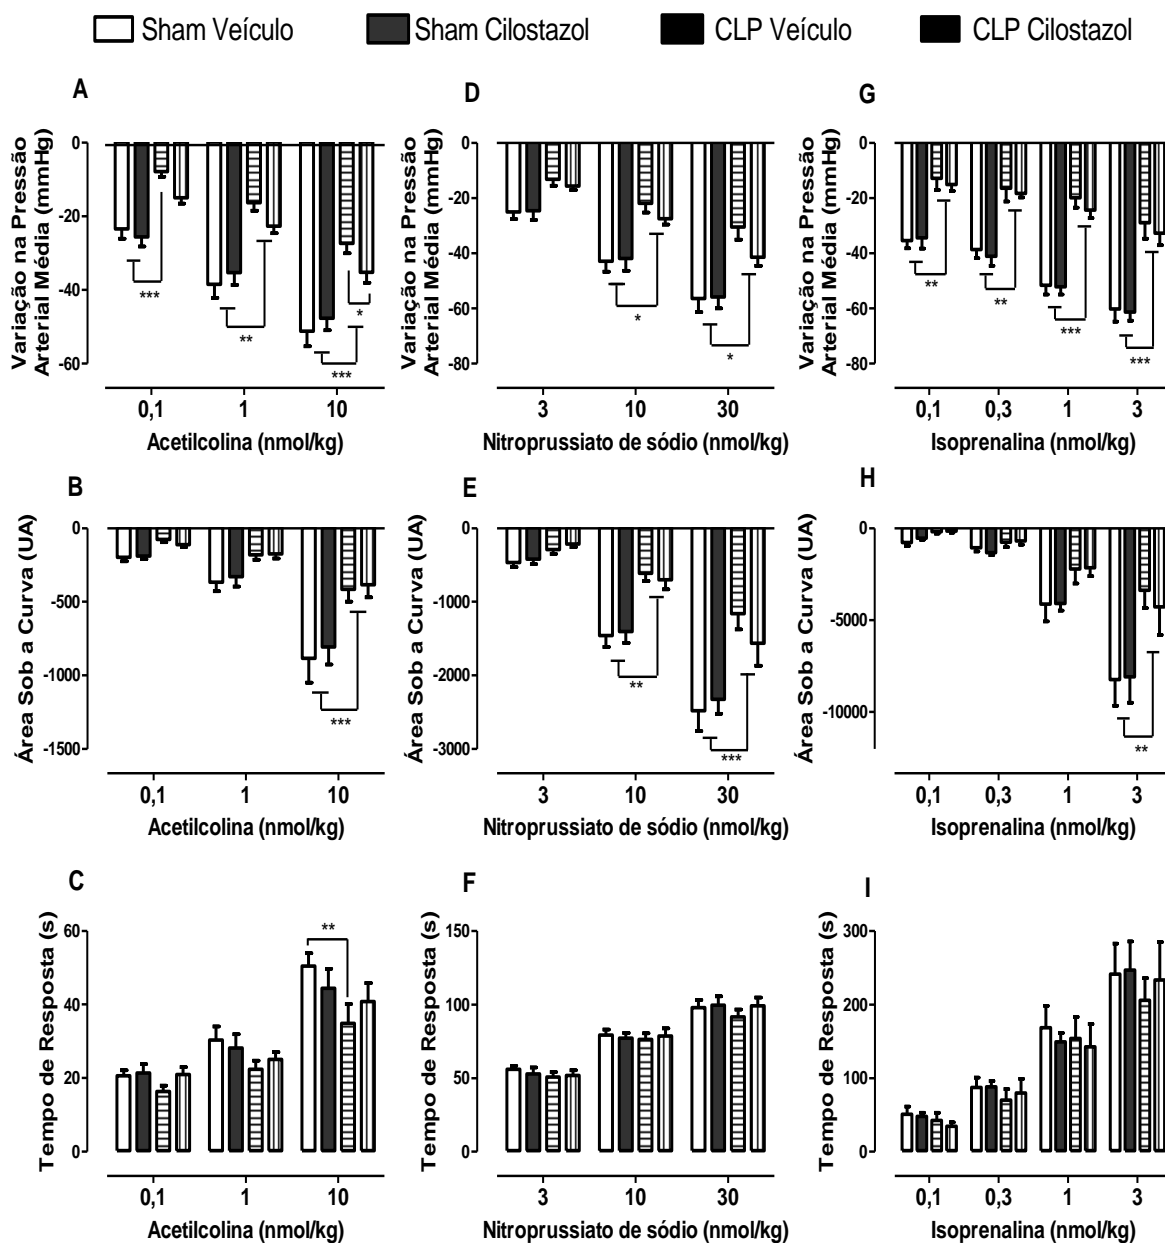 Sham Veículo Sham Cilostazol CLP Veículo CLP Cilostazol
A
Variação na Pressão
Arterial Média (mmHg)
0
-20
-40
-60
***
**
***
*
0,1 1 10
Acetilcolina (nmol/kg)
D
Variação na Pressão
Arterial Média (mmHg)
0
-20
-40
-60
-80
*
*
3 10 30
Nitroprussiato de sódio (nmol/kg)
G
Variação na Pressão
Arterial Média (mmHg)
0
-20
-40
-60
-80
**
**
***
***
0,1 0,3 1 3
Isoprenalina (nmol/kg)
B
Área Sob a Curva (UA)
0
-500
-1000
-1500
***
0,1 1 10
Acetilcolina (nmol/kg)
E
Área Sob a Curva (UA)
0
-1000
-2000
-3000
**
***
3 10 30
Nitroprussiato de sódio (nmol/kg)
H
Área Sob a Curva (UA)
0
-5000
-10000
**
0,1 0,3 1 3
Isoprenalina (nmol/kg)
C
Tempo de Resposta (s)
60
40
20
0
**
0,1 1 10
Acetilcolina (nmol/kg)
F
Tempo de Resposta (s)
150
100
50
0
3 10 30
Nitroprussiato de sódio (nmol/kg)
I
Tempo de Resposta (s)
300
200
100
0
0,1 0,3 1 3
Isoprenalina (nmol/kg)